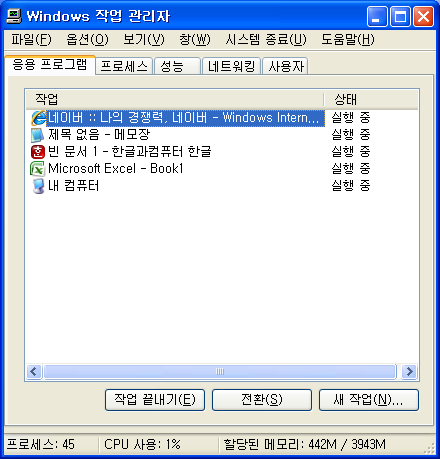 Windows 작업 관리자
파일(F) 옵션(O) 보기(V) 창(W) 시스템 종료(U) 도움말(H)
응용 프로그램 프로세스 성능 네트워킹 사용자
작업 상태
네이버 :: 나의 경쟁력, 네이버 - Windows Intern... 실행 중
제목 없음 - 메모장 실행 중
빈 문서 1 - 한글과컴퓨터 한글 실행 중
Microsoft Excel - Book1 실행 중
내 컴퓨터 실행 중
작업 끝내기(E) 전환(S) 새 작업(N)...
프로세스: 45 CPU 사용: 1% 할당된 메모리: 442M / 3943M